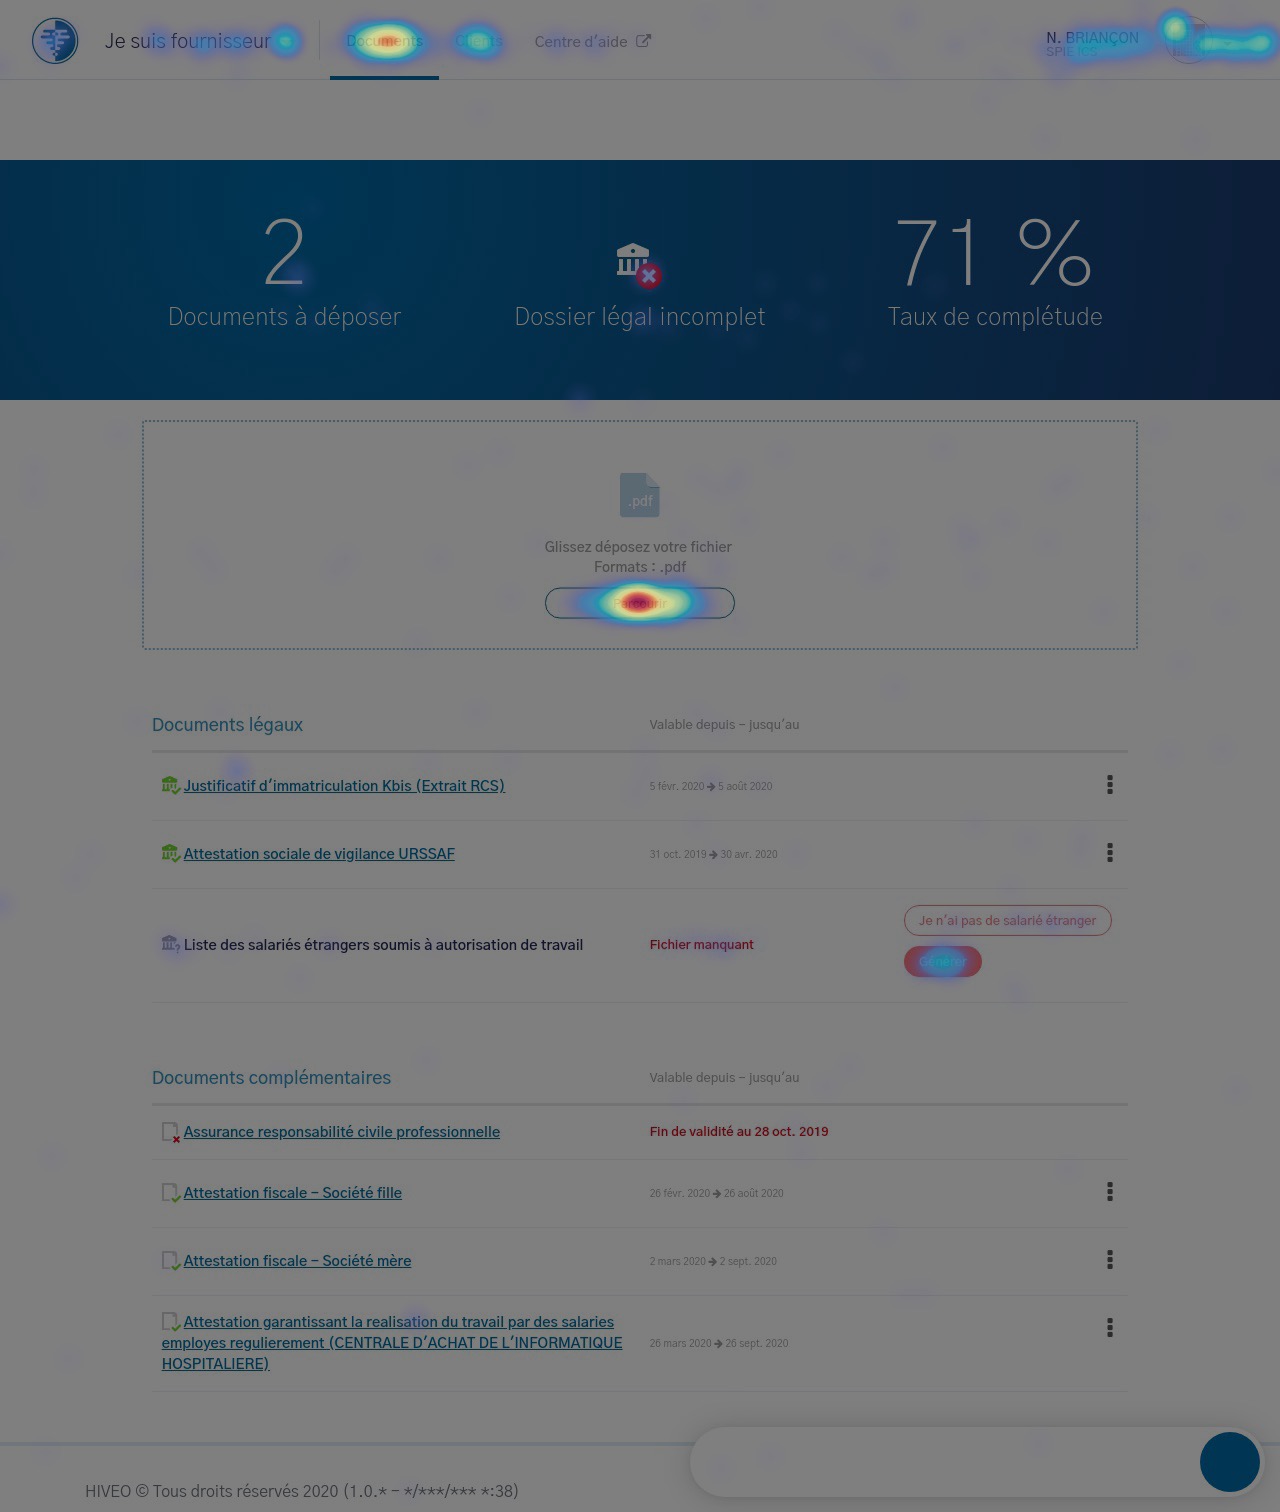 Je suis fournisseur
Documents
Clients
Centre d'aide
N. BRIANÇON
SPIE ICS
2
Documents à déposer
Dossier légal incomplet
71 %
Taux de complétude
.pdf
Glissez déposez votre fichier
Formats : .pdf
Parcourir
Documents légaux
Valable depuis - jusqu'au
Justificatif d'immatriculation Kbis (Extrait RCS)
5 févr. 2020 → 5 août 2020
Attestation sociale de vigilance URSSAF
31 oct. 2019 → 30 avr. 2020
Liste des salariés étrangers soumis à autorisation de travail
Fichier manquant
Je n'ai pas de salarié étranger
Générer
Documents complémentaires
Valable depuis - jusqu'au
Assurance responsabilité civile professionnelle
Fin de validité au 28 oct. 2019
Attestation fiscale - Société fille
26 févr. 2020 → 26 août 2020
Attestation fiscale - Société mère
2 mars 2020 → 2 sept. 2020
Attestation garantissant la realisation du travail par des salaries
employes regulierement (CENTRALE D'ACHAT DE L'INFORMATIQUE
HOSPITALIERE)
26 mars 2020 → 26 sept. 2020
HIVEO © Tous droits réservés 2020 (1.0.* - */***/*** *:38)